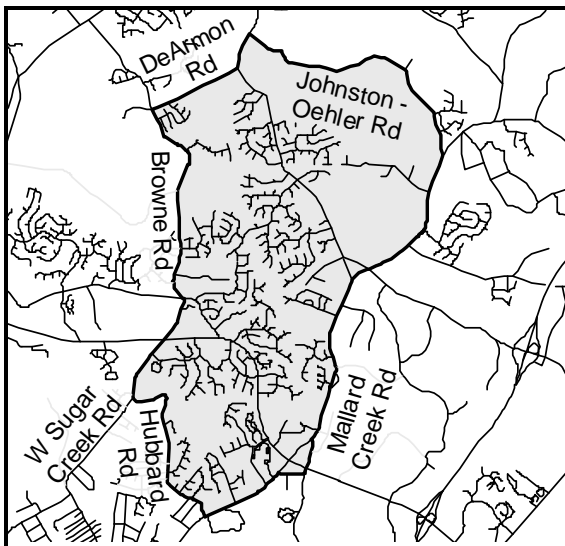 DeArmon
Rd
Johnston -
Oehler Rd
Browne Rd
W Sugar
Creek Rd
Hubbard
Rd
Mallard
Creek Rd